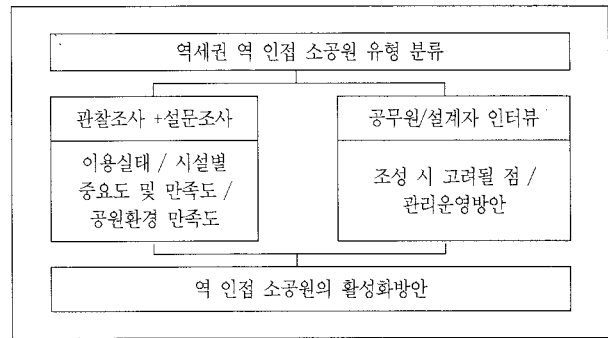 역세권 역 인접 소공원 유형 분류
관찰조사 +설문조사
이용실태 / 시설별
중요도 및 만족도 /
공원환경 만족도
공무원/설계자 인터뷰
조성 시 고려될 점 /
관리운영방안
역 인접 소공원의 활성화방안